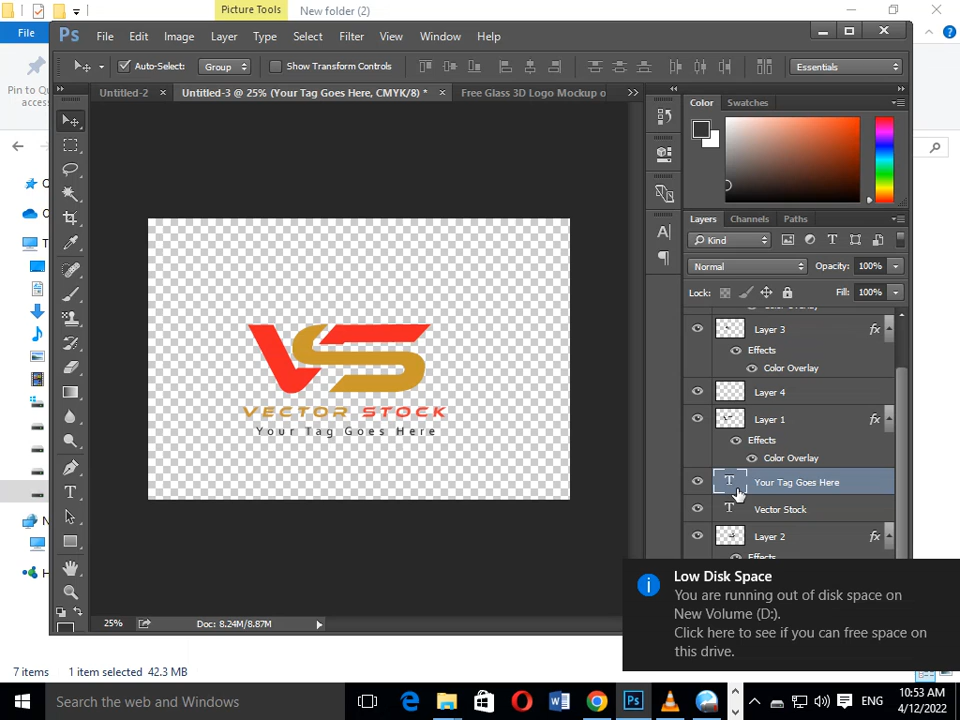 Picture Tools
New folder (2)
File
Pin to Qu
access
File Edit Image Layer Type Select Filter View Window Help
Auto-Select: Group Show Transform Controls Essentials
Untitled-2
Untitled-3 @ 25% (Your Tag Goes Here, CMYK/8) *
Free Glass 3D Logo Mockup o
Color Swatches
Layers Channels Paths
Kind
Normal Opacity: 100%
Lock: Fill: 100%
Layer 3 fx
Effects
Color Overlay
Layer 4
Layer 1 fx
Effects
Color Overlay
Your Tag Goes Here
Vector Stock
Layer 2 fx
Effects
VS
VECTOR STOCK
Your Tag Goes Here
25% Doc: 8.24M/8.87M
Low Disk Space
You are running out of disk space on
New Volume (D:).
Click here to see if you can free space on
this drive.
7 items 1 item selected 42.3 MB
Search the web and Windows
ENG
10:53 AM
4/12/2022